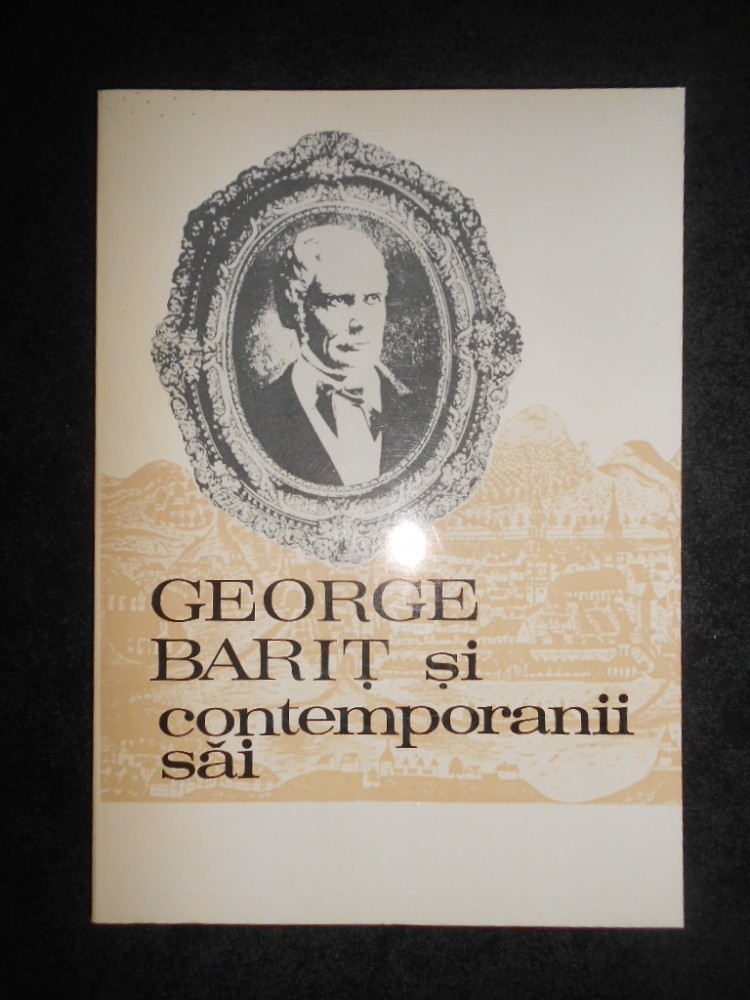 GEORGE
BARIȚ și
contemporanii
săi